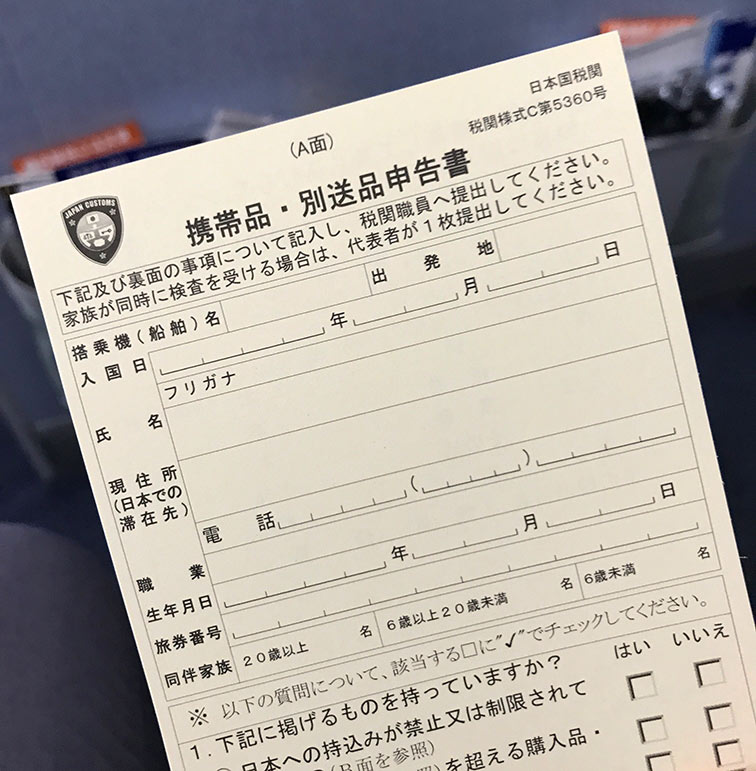 日本国税関
税関様式C第5360号
(A面)
JAPAN CUSTOMS
携帯品・別送品申告書
下記及び裏面の事項について記入し、税関職員へ提出してください。
家族が同時に検査を受ける場合は、代表者が1枚提出してください。
搭乗機(船舶)名 出発地
入国日 年 月 日
フリガナ
氏名
現住所
(日本での
滞在先)
電話 ( )
職業
生年月日 年 月 日
旅券番号
同伴家族 20歳以上 名 6歳以上20歳未満 名 6歳未満 名
※ 以下の質問について、該当する□に"✓"でチェックしてください。
1.下記に掲げるものを持っていますか? はい いいえ
日本への持込みが禁止又は制限されて
(B面を参照)
を超える購入品・